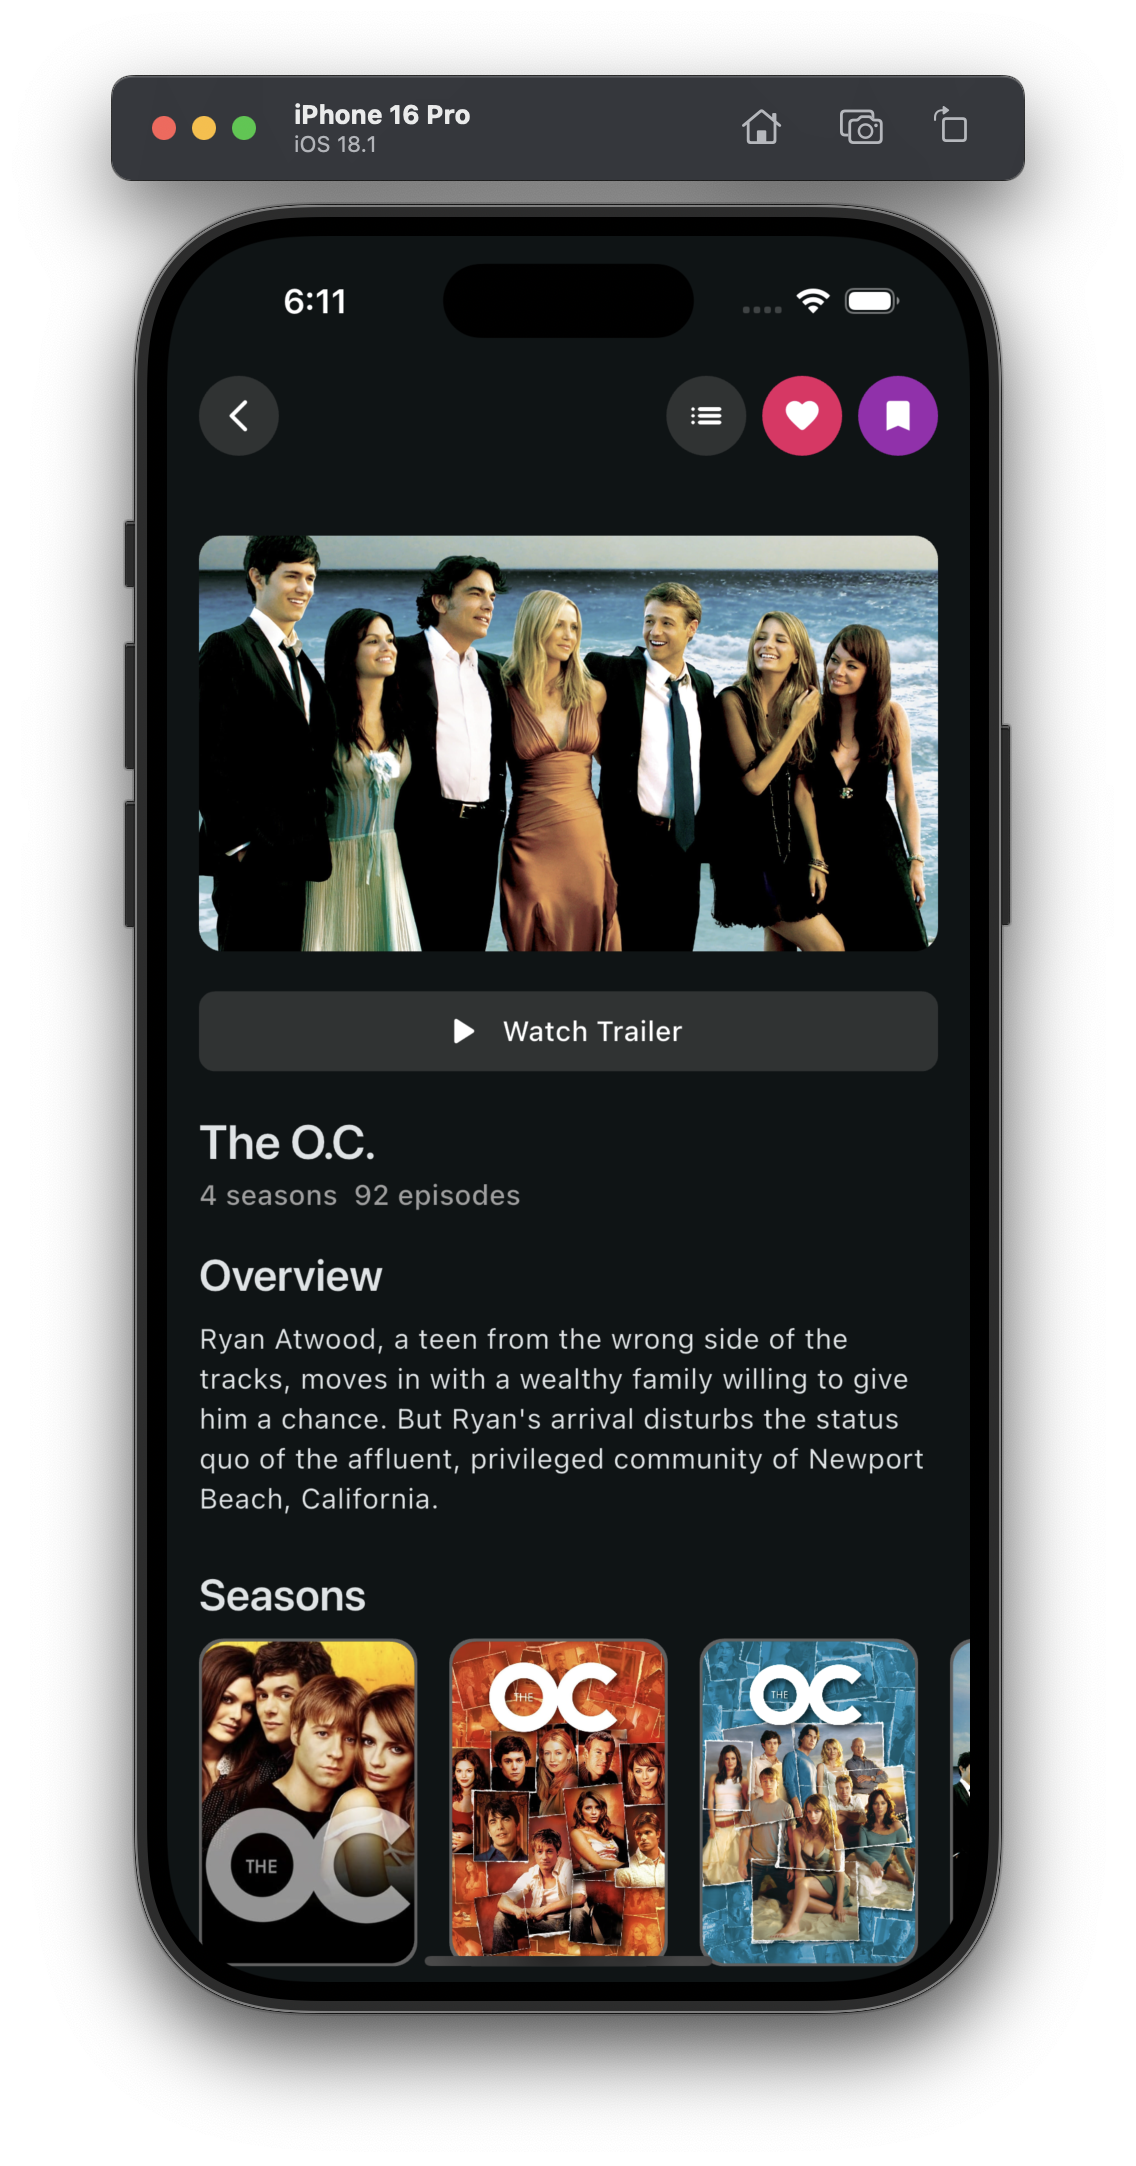 iPhone 16 Pro
iOS 18.1
6:11
Watch Trailer
The O.C.
4 seasons 92 episodes
Overview
Ryan Atwood, a teen from the wrong side of the
tracks, moves in with a wealthy family willing to give
him a chance. But Ryan's arrival disturbs the status
quo of the affluent, privileged community of Newport
Beach, California.
Seasons
THE OC
THE OC
THE OC